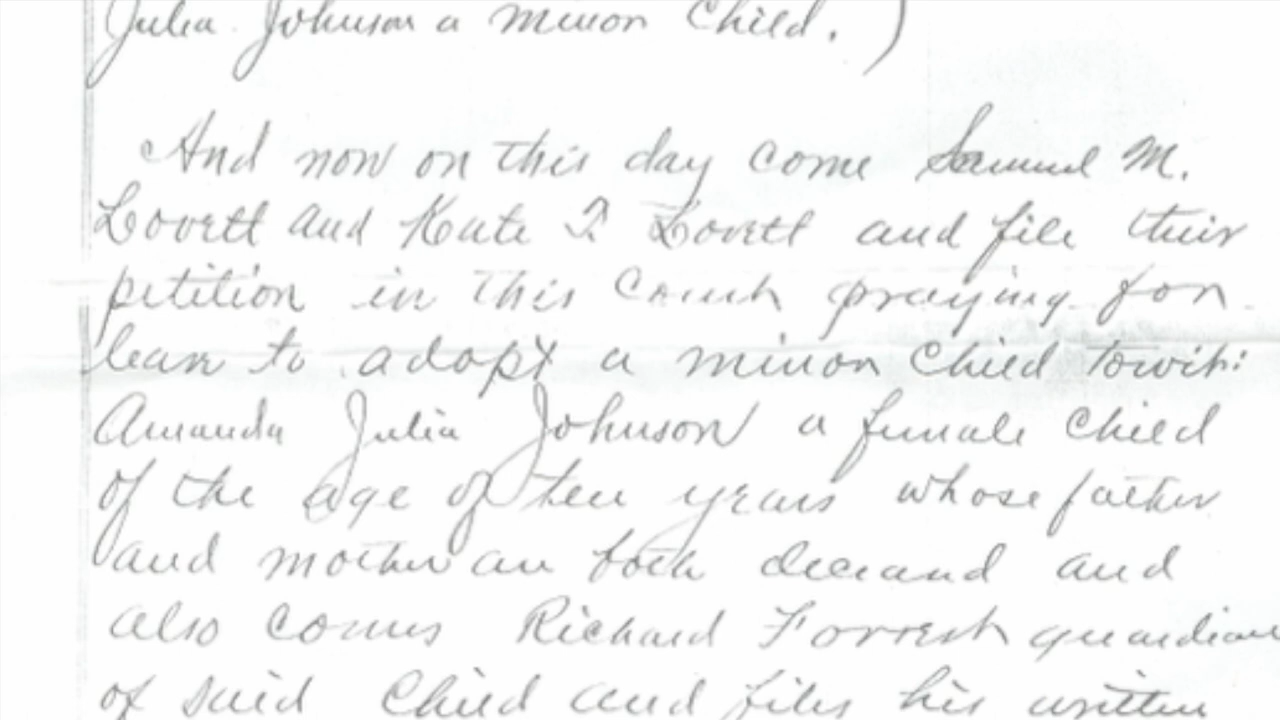 Julia Johnson a minor Child. )
And now on this day come Samuel M.
Lovett and Kate T Lovett and file their
petition in this Court praying for
leave to adopt a minor Child towit:
Amanda Julia Johnson a female Child
of the age of ten years whose father
and mother are both deceased and
also comes Richard Forrest guardian
of said Child and files his written